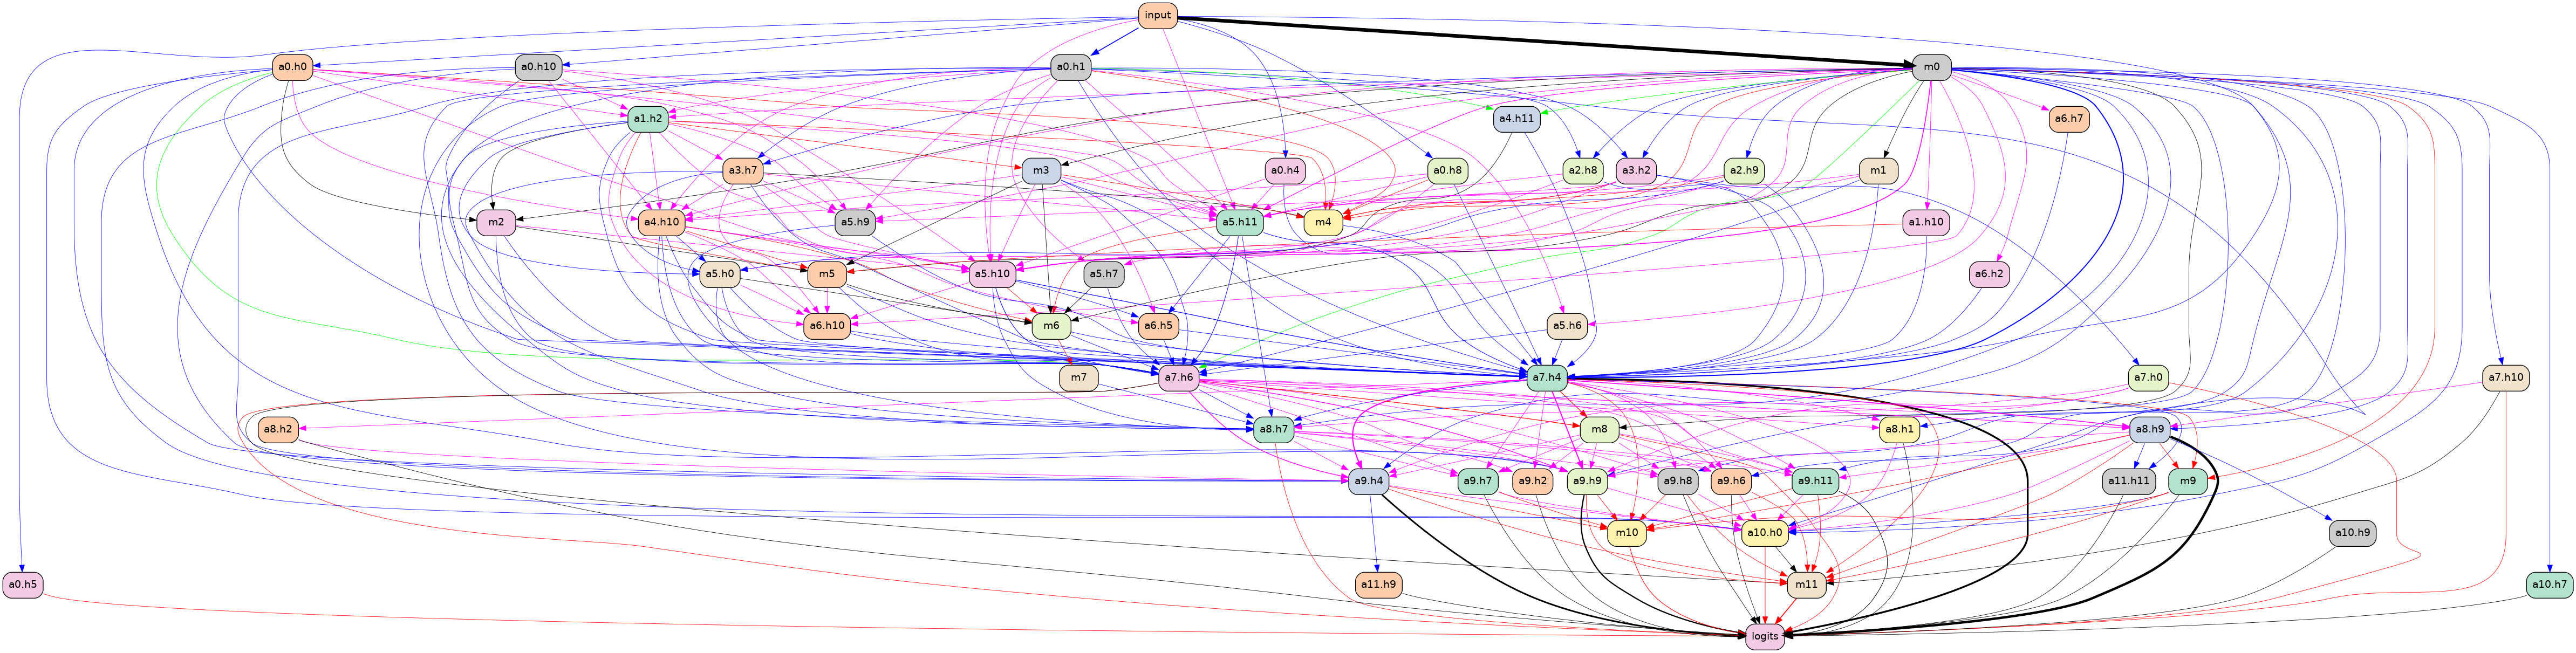 input
a0.h0 a0.h10 a0.h1 m0
a1.h2 a4.h11 a6.h7
a3.h7 m3 a0.h4 a0.h8 a2.h8 a3.h2 a2.h9 m1
m2 a4.h10 a5.h9 a5.h11 m4 a1.h10
a5.h0 m5 a5.h10 a5.h7 a6.h2
a6.h10 m6 a6.h5 a5.h6
m7 a7.h6 a7.h4 a7.h0 a7.h10
a8.h2 a8.h7 m8 a8.h1 a8.h9
a9.h4 a9.h7 a9.h2 a9.h9 a9.h8 a9.h6 a9.h11 a11.h11 m9
m10 a10.h0 a10.h9
a0.h5 a11.h9 m11 a10.h7
logits